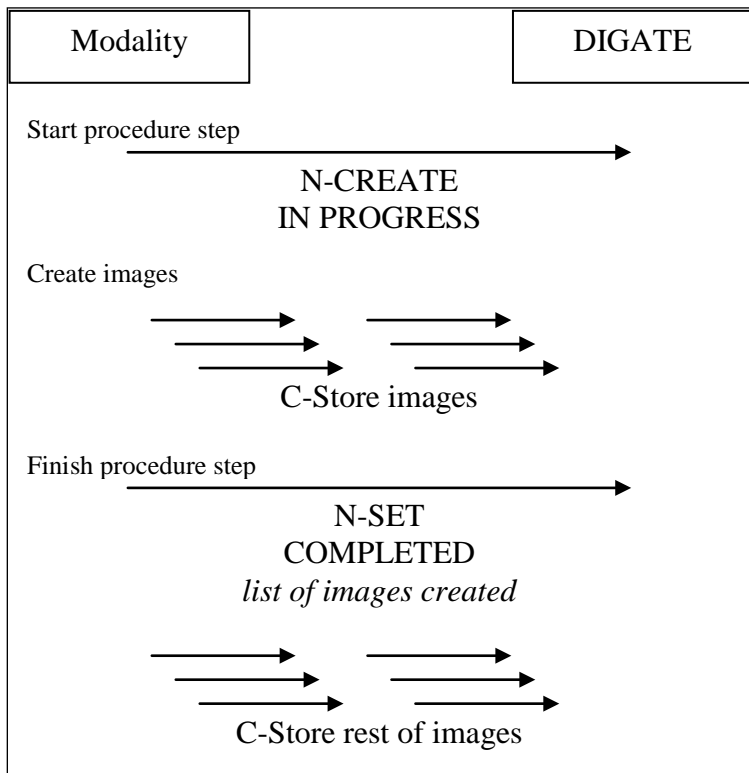 Modality
DIGATE
Start procedure step
N-CREATE
IN PROGRESS
Create images
C-Store images
Finish procedure step
N-SET
COMPLETED
list of images created
C-Store rest of images